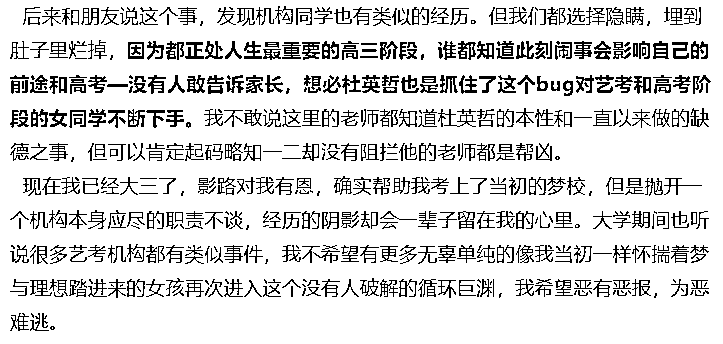 后来和朋友说这个事，发现机构同学也有类似的经历。但我们都选择隐瞒，埋到
肚子里烂掉，因为都正处人生最重要的高三阶段，谁都知道此刻闹事会影响自己的
前途和高考—没有人敢告诉家长，想必杜英哲也是抓住了这个bug对艺考和高考阶
段的女同学不断下手。我不敢说这里的老师都知道杜英哲的本性和一直以来做的缺
德之事，但可以肯定起码略知一二却没有阻拦他的老师都是帮凶。
现在我已经大三了，影路对我有恩，确实帮助我考上了当初的梦校，但是抛开一
个机构本身应尽的职责不谈，经历的阴影却会一辈子留在我的心里。大学期间也听
说很多艺考机构都有类似事件，我不希望有更多无辜单纯的像我当初一样怀揣着梦
与理想踏进来的女孩再次进入这个没有人破解的循环巨渊，我希望恶有恶报，为恶
难逃。